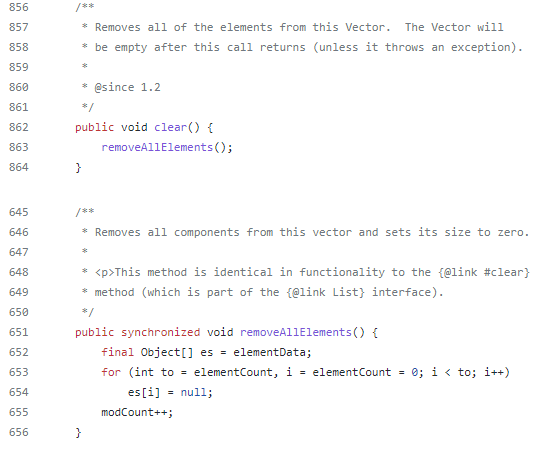 856 /**
857 * Removes all of the elements from this Vector.  The Vector will
858 * be empty after this call returns (unless it throws an exception).
859 *
860 * @since 1.2
861 */
862 public void clear() {
863 removeAllElements();
864 }
645 /**
646 * Removes all components from this vector and sets its size to zero.
647 *
648 * <p>This method is identical in functionality to the {@link #clear}
649 * method (which is part of the {@link List} interface).
650 */
651 public synchronized void removeAllElements() {
652 final Object[] es = elementData;
653 for (int to = elementCount, i = elementCount = 0; i < to; i++)
654 es[i] = null;
655 modCount++;
656 }